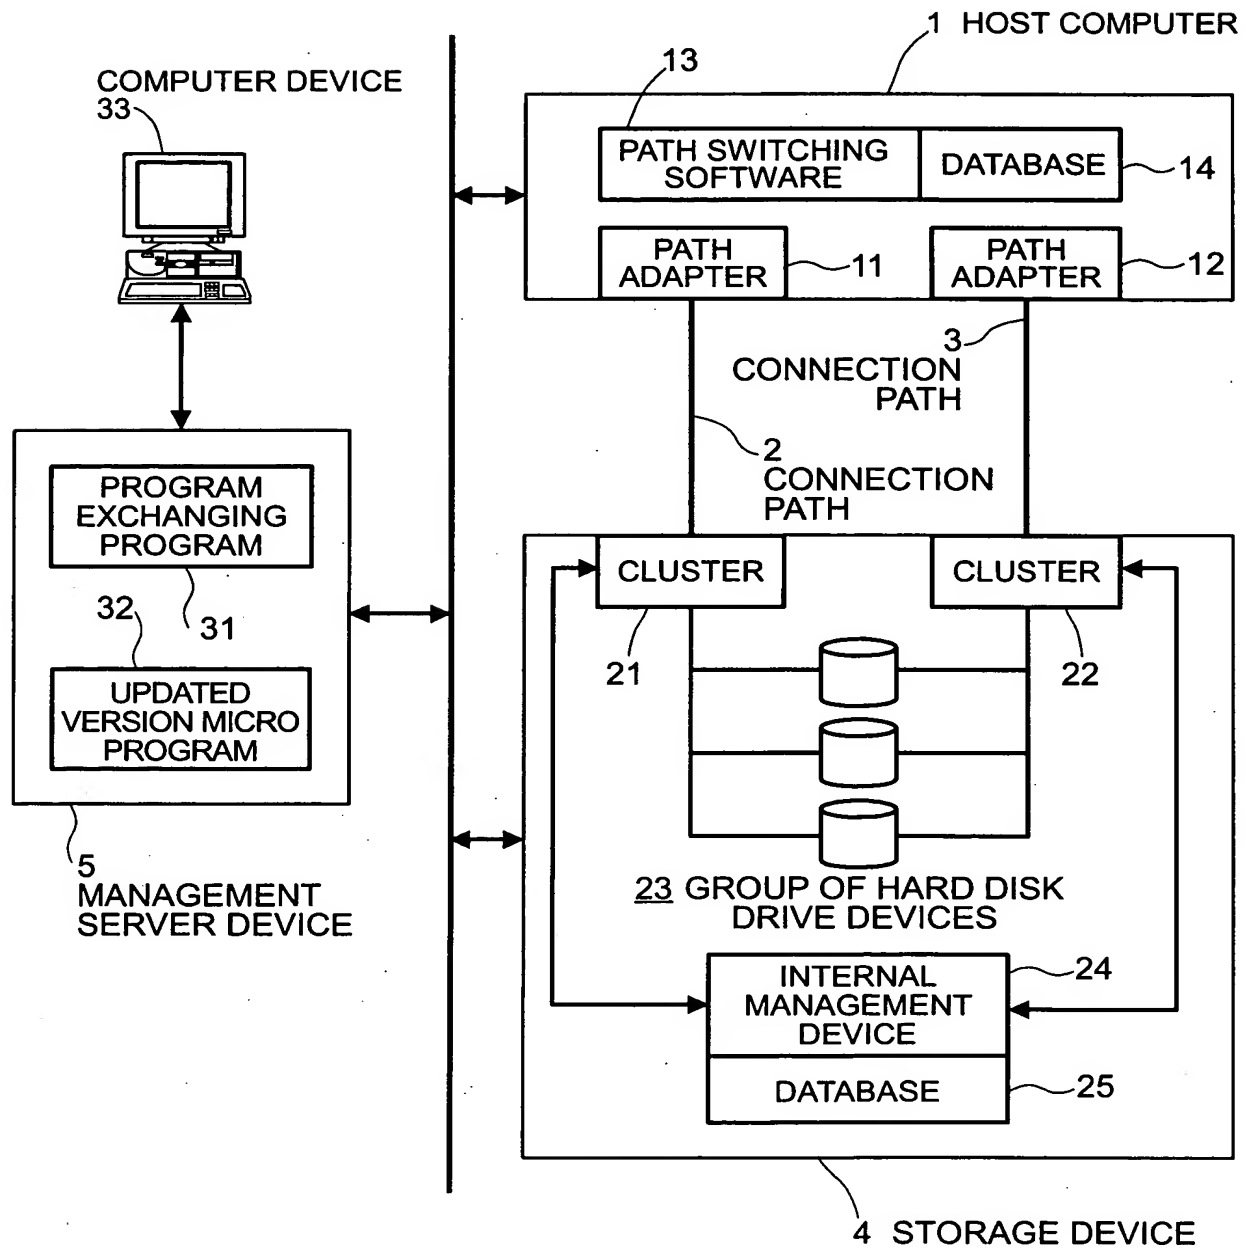 1 HOST COMPUTER
COMPUTER DEVICE
33
13
PATH SWITCHING
SOFTWARE
DATABASE
14
PATH
ADAPTER
11
PATH
ADAPTER
12
3
CONNECTION
PATH
2
CONNECTION
PATH
PROGRAM
EXCHANGING
PROGRAM
31
32
UPDATED
VERSION MICRO
PROGRAM
5
MANAGEMENT
SERVER DEVICE
CLUSTER
21
CLUSTER
22
23 GROUP OF HARD DISK
DRIVE DEVICES
INTERNAL
MANAGEMENT
DEVICE
24
DATABASE
25
4 STORAGE DEVICE